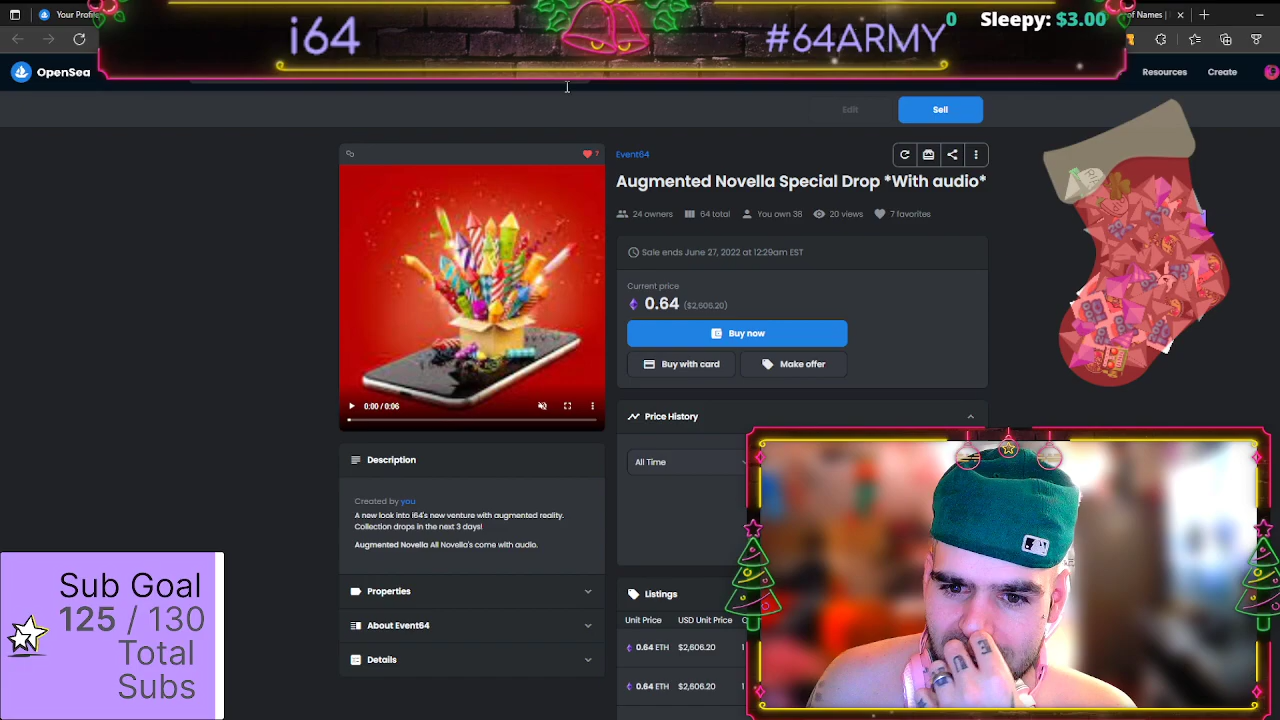 Your Profile
of Names |
i64
#64ARMY
0
Sleepy: $3.00
OpenSea
Resources
Create
Edit
Sell
7
Event64
Augmented Novella Special Drop *With audio*
24 owners
64 total
You own 38
20 views
7 favorites
Sale ends June 27, 2022 at 12:29am EST
Current price
0.64 ($2,606.20)
Buy now
Buy with card
Make offer
0:00 / 0:06
Price History
All Time
Description
Created by you
A new look into i64's new venture with augmented reality.
Collection drops in the next 3 days!
Augmented Novella All Novella's come with audio.
Properties
About Event64
Details
Listings
Unit Price
USD Unit Price
0.64 ETH
$2,606.20
1
0.64 ETH
$2,606.20
1
Sub Goal
125 / 130
Total
Subs